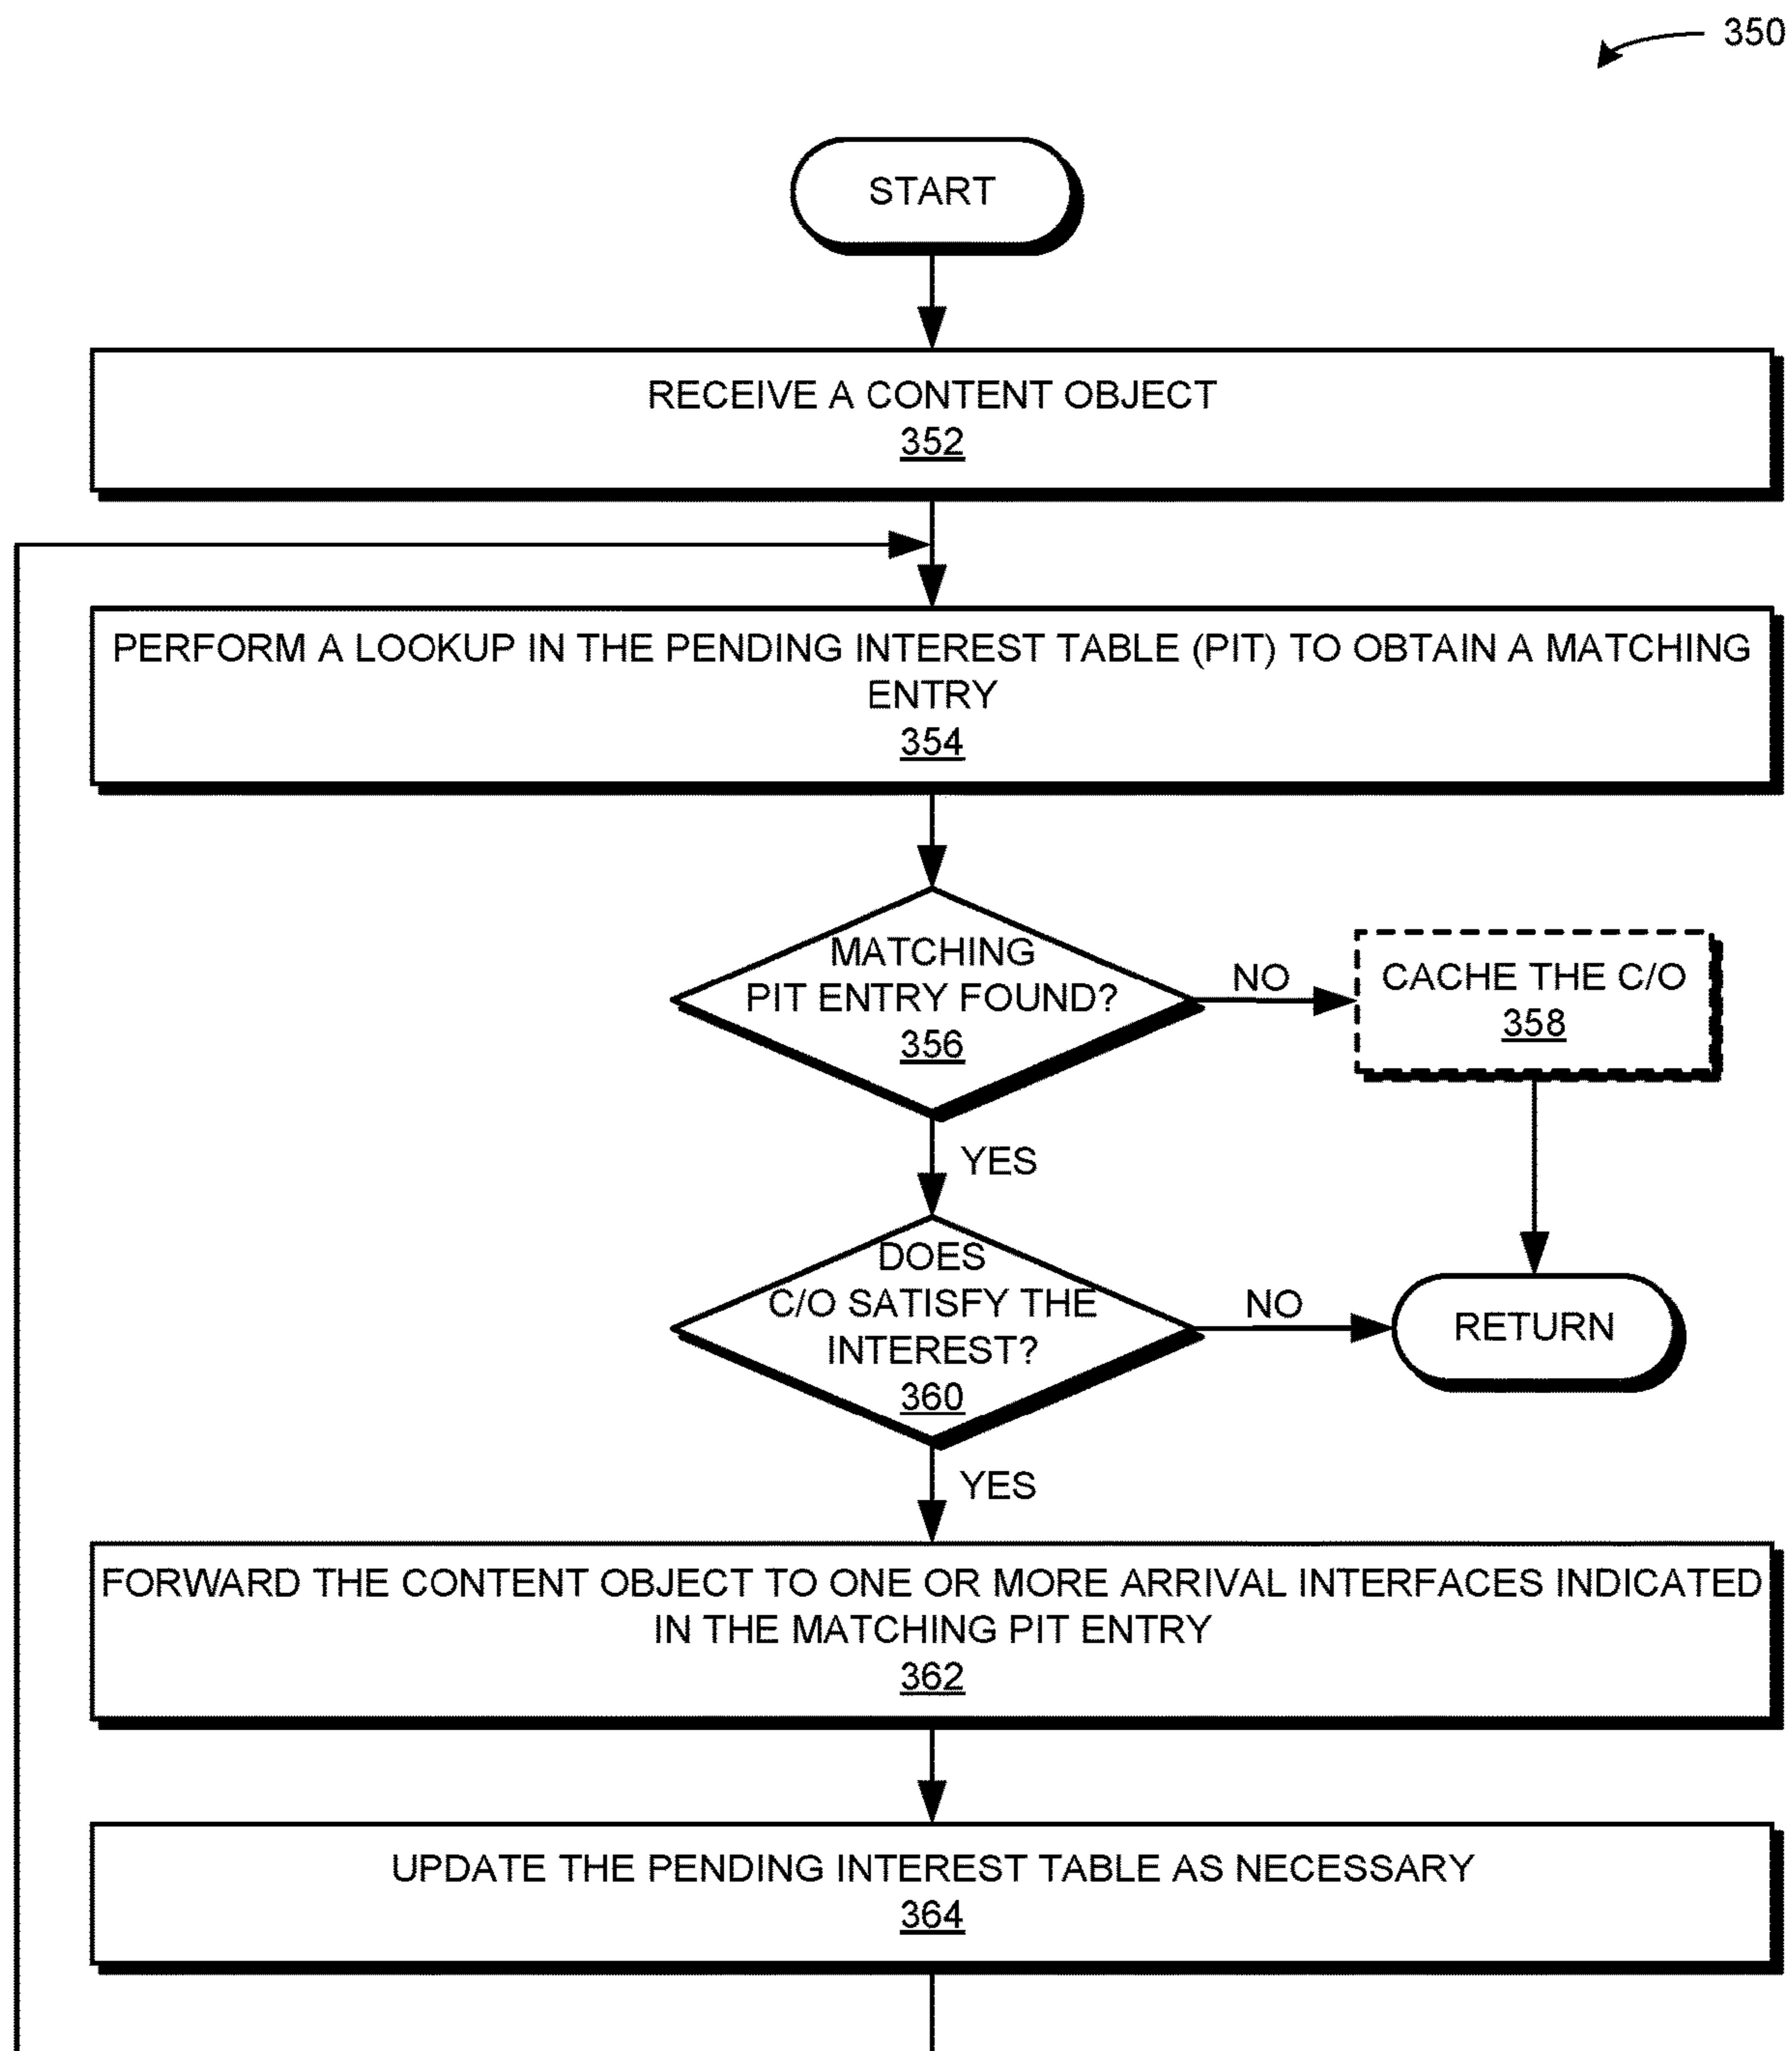 350
START
RECEIVE A CONTENT OBJECT
352
PERFORM A LOOKUP IN THE PENDING INTEREST TABLE (PIT) TO OBTAIN A MATCHING
ENTRY
354
MATCHING
PIT ENTRY FOUND?
356
NO
CACHE THE C/O
358
YES
DOES
C/O SATISFY THE
INTEREST?
360
NO
RETURN
YES
FORWARD THE CONTENT OBJECT TO ONE OR MORE ARRIVAL INTERFACES INDICATED
IN THE MATCHING PIT ENTRY
362
UPDATE THE PENDING INTEREST TABLE AS NECESSARY
364